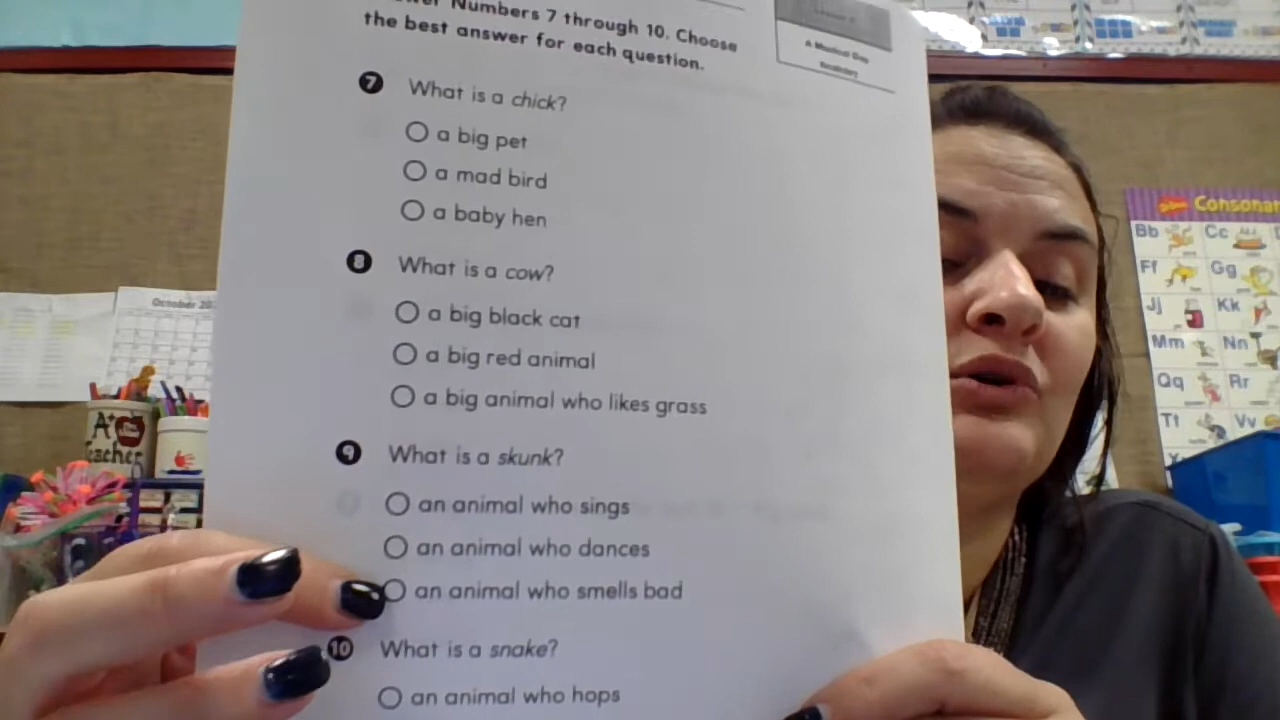 Numbers 7 through 10. Choose
the best answer for each question.
A Musical Day
Vocabulary
7 What is a chick?
a big pet
a mad bird
a baby hen
8 What is a cow?
a big black cat
a big red animal
a big animal who likes grass
9 What is a skunk?
an animal who sings
an animal who dances
an animal who smells bad
10 What is a snake?
an animal who hops
October
A+
Teacher
Consonan
Bb Cc
Ff Gg
Jj Kk
Mm Nn
Qq Rr
Tt Vv